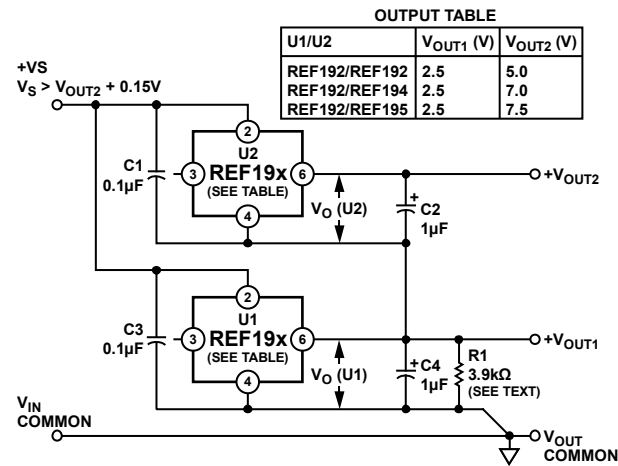 OUTPUT TABLE
U1/U2 VOUT1 (V) VOUT2 (V)
REF192/REF192 2.5 5.0
REF192/REF194 2.5 7.0
REF192/REF195 2.5 7.5
+VS
VS > VOUT2 + 0.15V
2
U2
C1
0.1µF
3 REF19x 6
(SEE TABLE)
4
VO (U2)
+
C2
1µF
+VOUT2
2
U1
C3
0.1µF
3 REF19x 6
(SEE TABLE)
4
VO (U1)
+
C4
1µF
R1
3.9kΩ
(SEE TEXT)
+VOUT1
VIN
COMMON
VOUT
COMMON